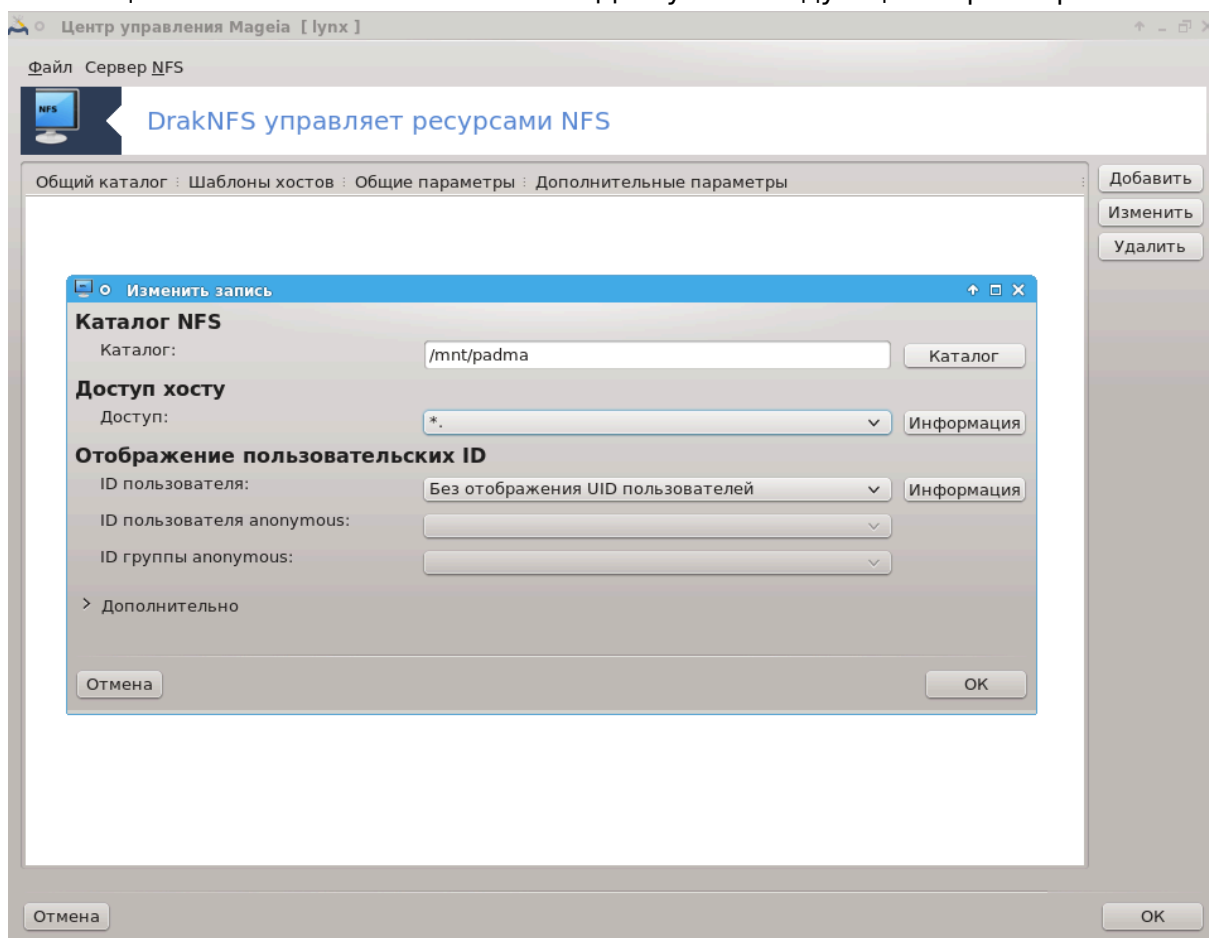 Центр управления Mageia [ lynx ]
Файл Сервер NFS
NFS
DrakNFS управляет ресурсами NFS
Общий каталог Шаблоны хостов Общие параметры Дополнительные параметры
Добавить
Изменить
Удалить
Изменить запись
Каталог NFS
Каталог: /mnt/padma Каталог
Доступ хосту
Доступ: *. Информация
Отображение пользовательских ID
ID пользователя: Без отображения UID пользователей Информация
ID пользователя anonymous:
ID группы anonymous:
> Дополнительно
Отмена OK
Отмена OK